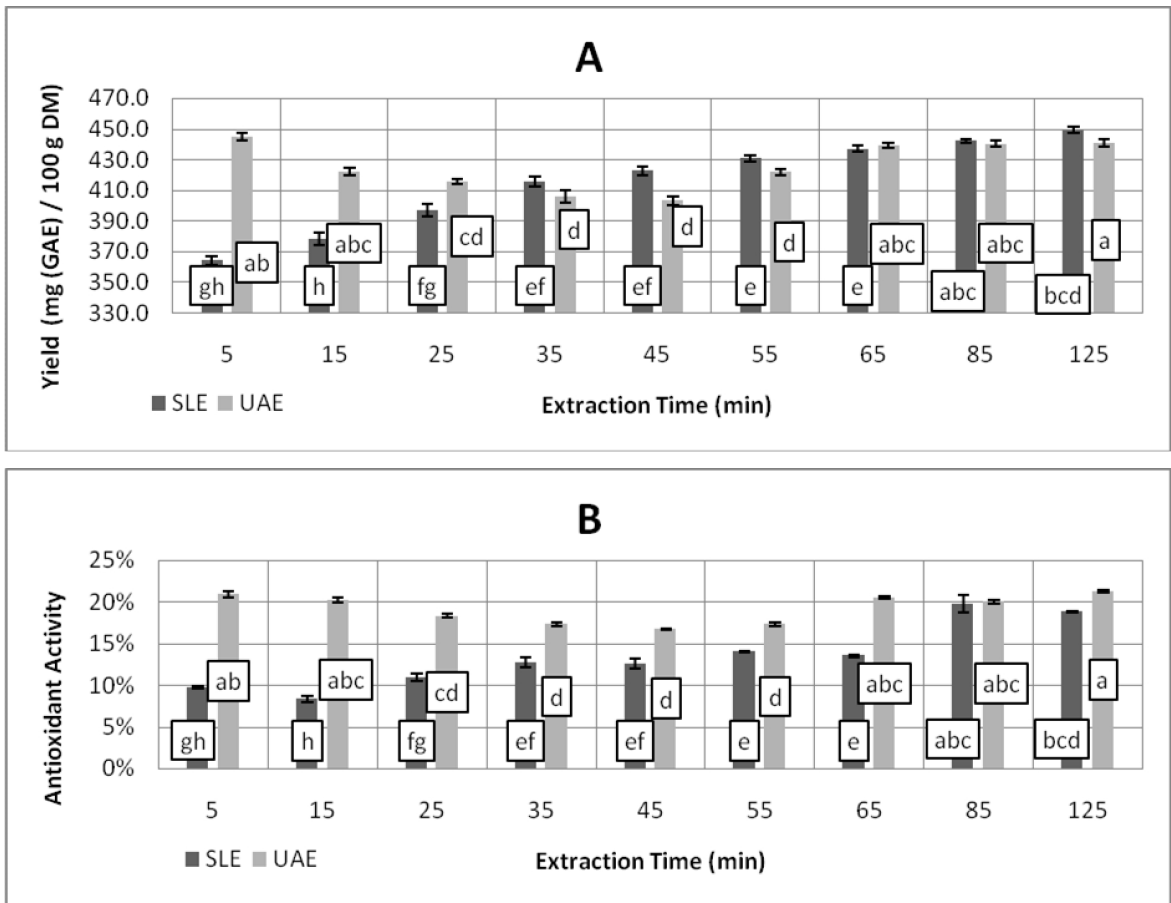 A
Yield (mg (GAE) / 100 g DM)
470.0
450.0
430.0
410.0
390.0
370.0
350.0
330.0
gh ab h abc fg cd ef d ef d e d e abc abc abc bcd a
5 15 25 35 45 55 65 85 125
SLE UAE Extraction Time (min)
B
Antioxidant Activity
25%
20%
15%
10%
5%
0%
gh ab h abc fg cd ef d ef d e d e abc abc abc bcd a
5 15 25 35 45 55 65 85 125
SLE UAE Extraction Time (min)